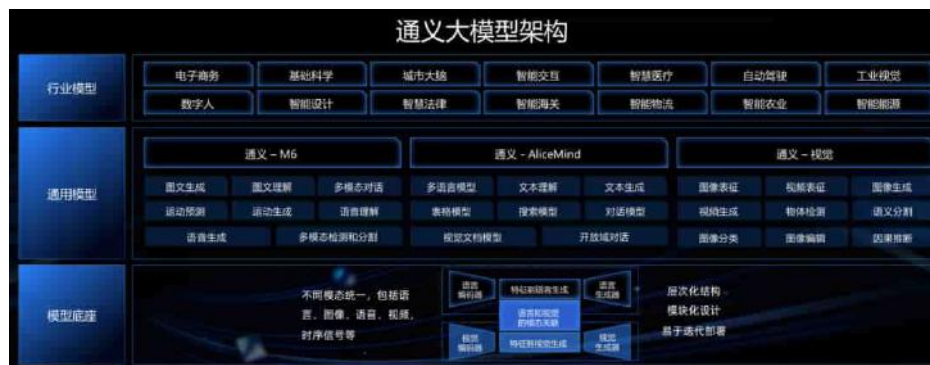 通义大模型架构
行业模型
电子商务 基础科学 城市大脑 智能交互 智慧医疗 自动驾驶 工业视觉
数字人 智能设计 智慧法律 智能海关 智能物流 智能农业 智能能源
通用模型
通义 – M6 通义 - AliceMind 通义 – 视觉
图文生成 图文理解 多模态对话 多语言模型 文本理解 文本生成 图像表征 视频表征 图像生成
运动预测 运动生成 语音理解 表格模型 搜索模型 对话模型 视频生成 物体检测 语义分割
语音生成 多模态检测和分割 视觉文档模型 开放域对话 图像分类 图像编辑 因果推断
模型底座
不同模态统一，包括语
言、图像、语音、视频、
时序信号等
语言
编码器
特征到语言生成
语言
生成器
语言和视觉
的模态关联
视觉
编码器
特征到视觉生成
视觉
生成器
层次化结构
模块化设计
易于迭代部署